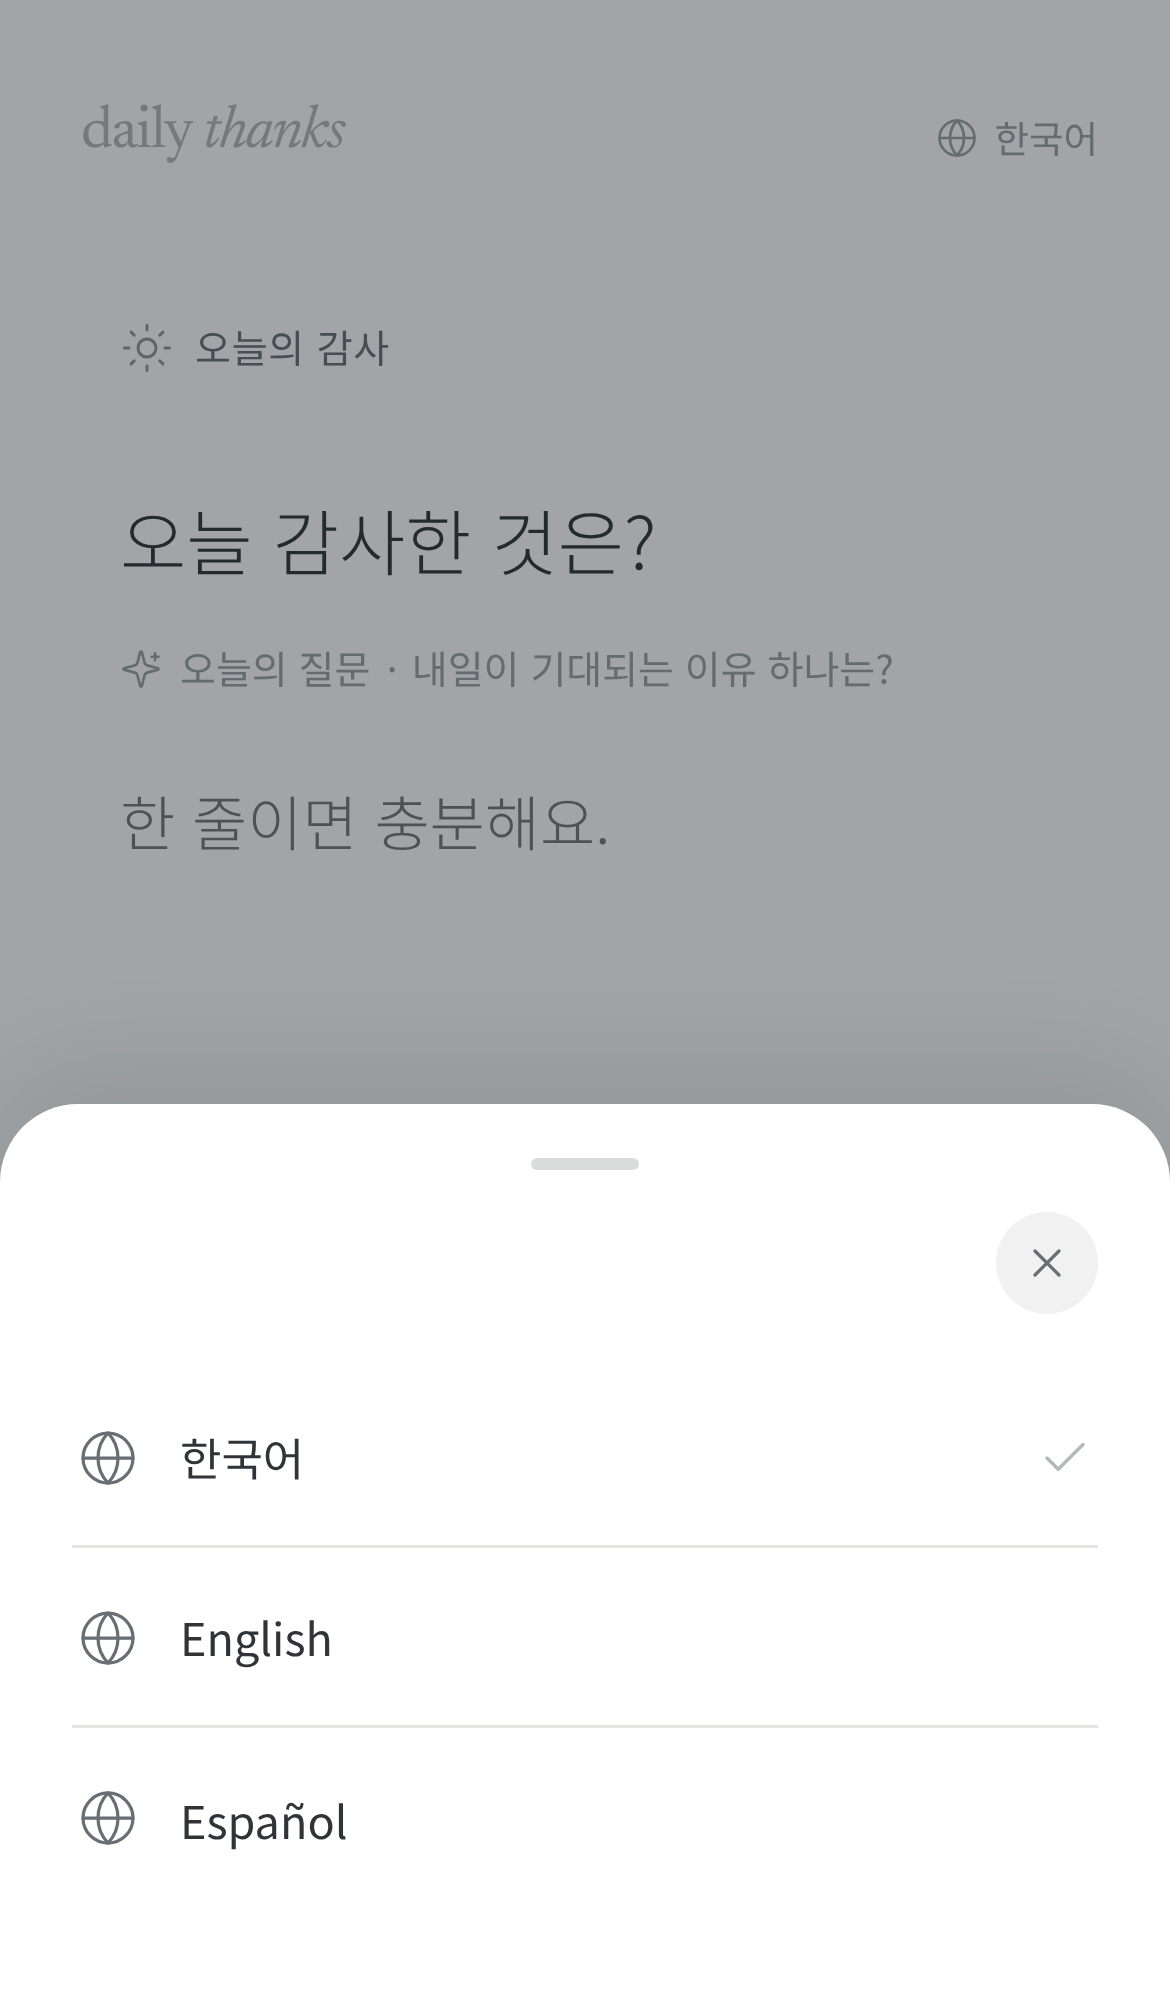 daily thanks
한국어
오늘의 감사
오늘 감사한 것은?
오늘의 질문 · 내일이 기대되는 이유 하나는?
한 줄이면 충분해요.
한국어
English
Español